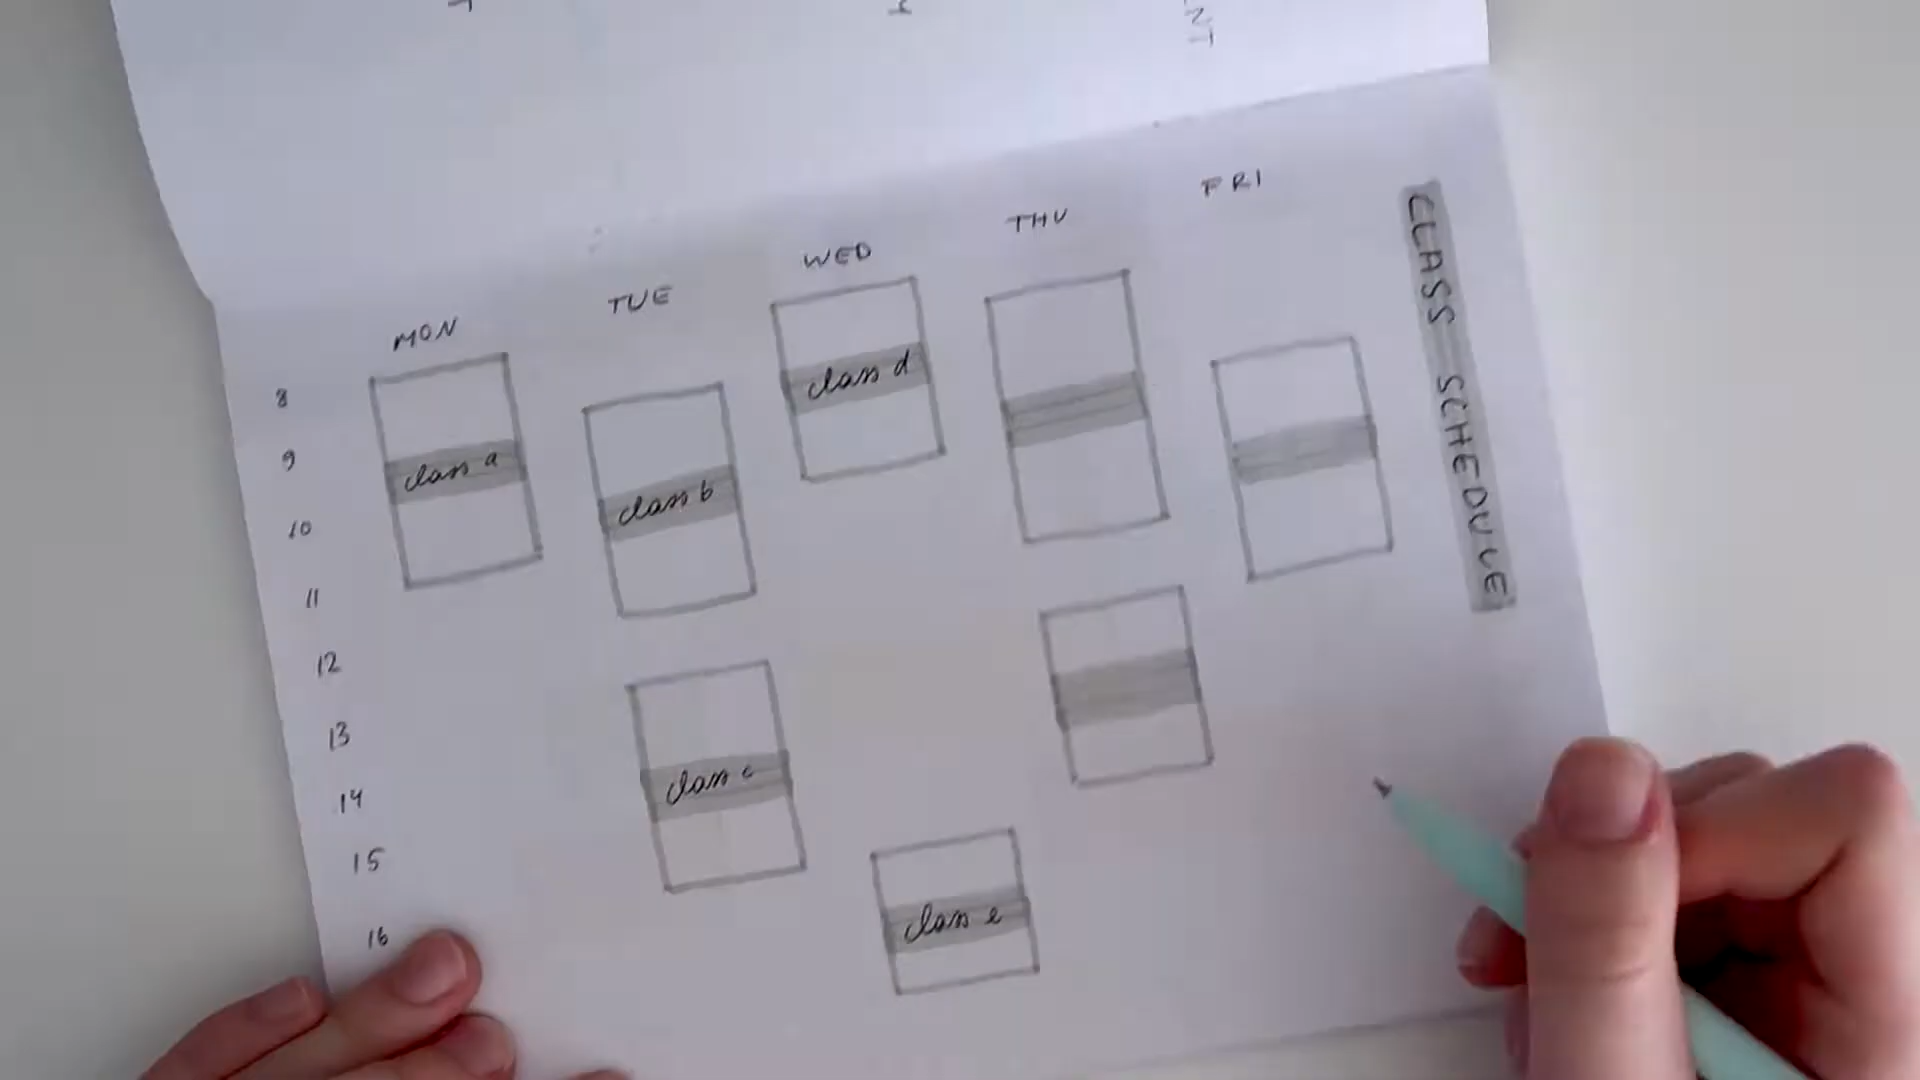 MON
TUE
WED
THU
FRI
CLASS SCHEDULE
8
9
10
11
12
13
14
15
16
class a
class b
class c
class d
class e
NT